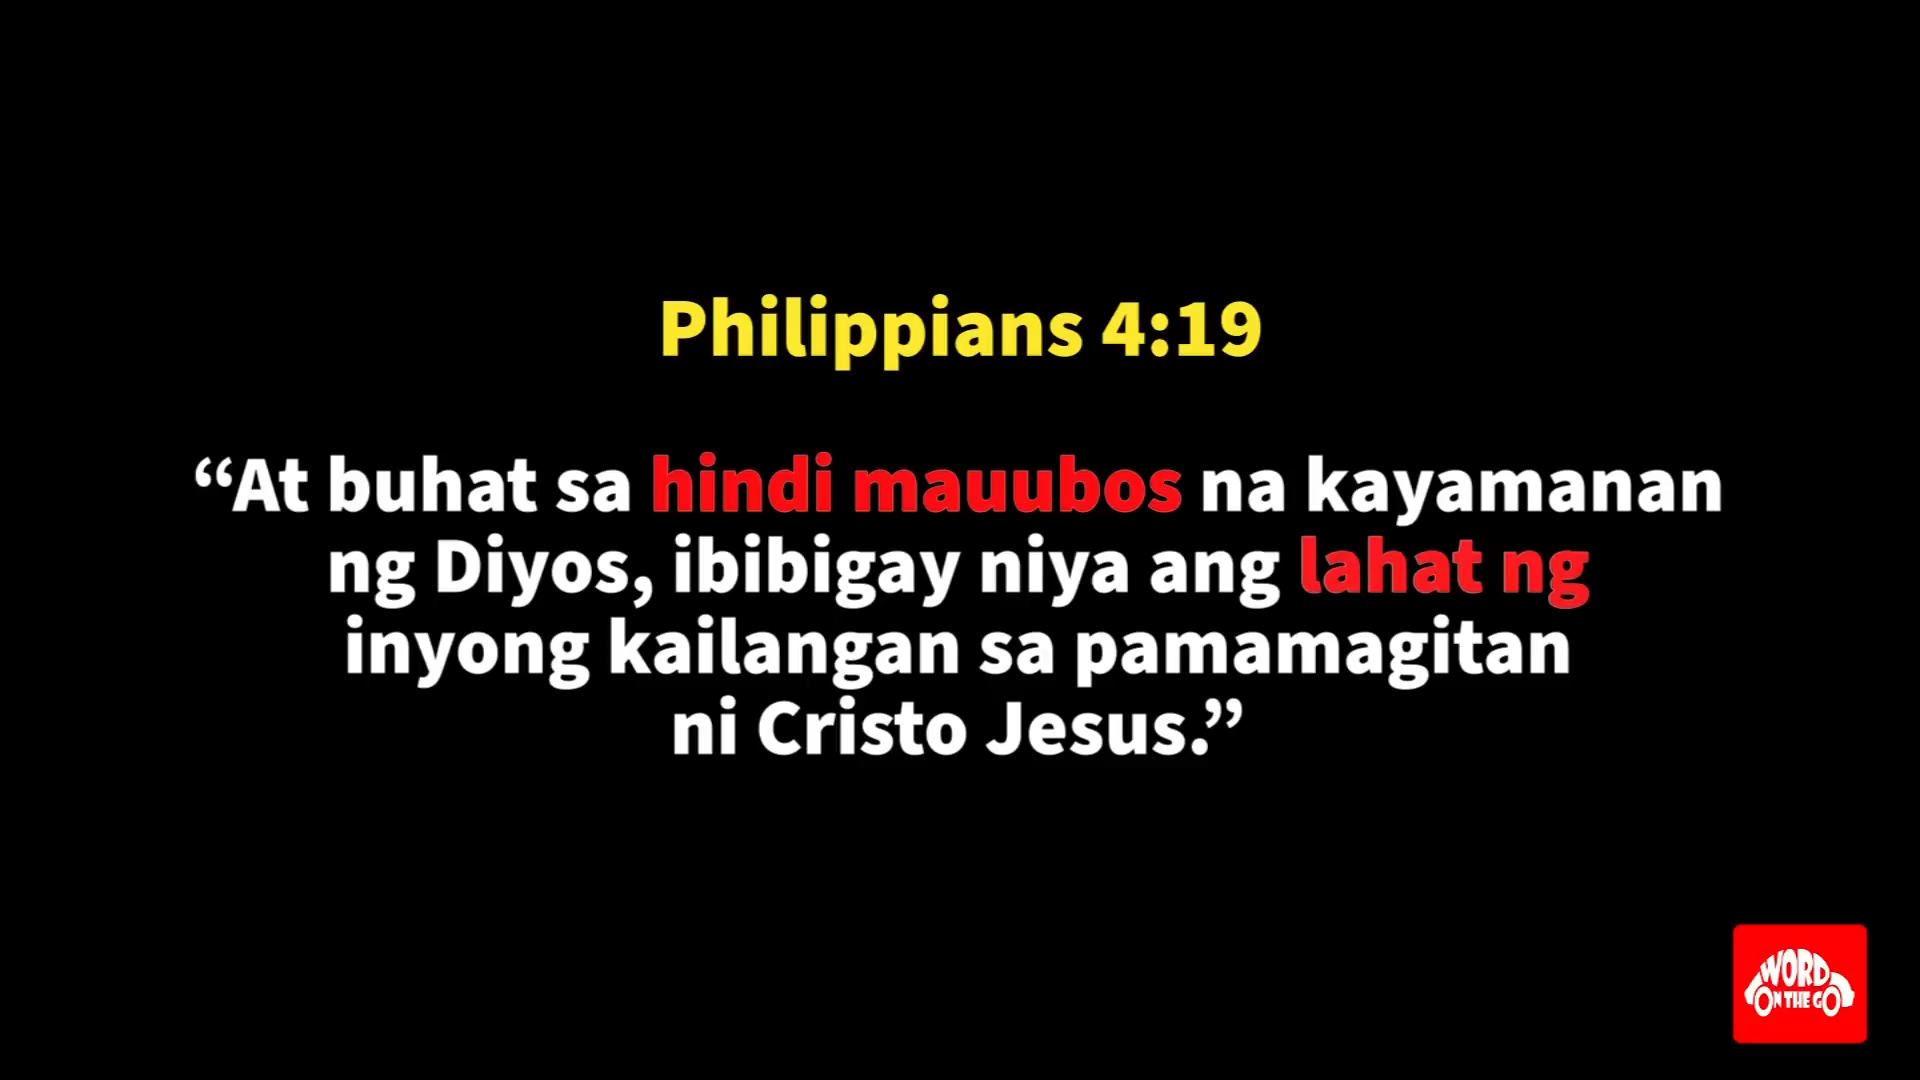 Philippians 4:19
“At buhat sa hindi mauubos na kayamanan
ng Diyos, ibibigay niya ang lahat ng
inyong kailangan sa pamamagitan
ni Cristo Jesus.”
WORD
ON THE GO